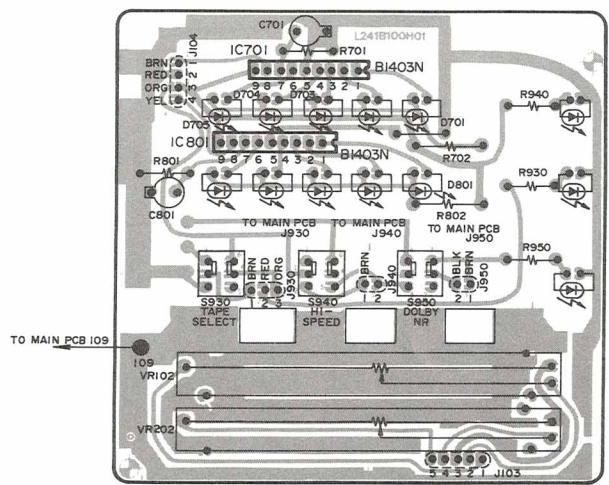 C701
L241B100H01
J104
IC701
R701
BRN 1
RED 2
ORG 3
YEL 4
B1403N
9 8 7 6 5 4 3 2 1
D704
D703
R940
D705
D701
IC801
B1403N
R702
R801
9 8 7 6 5 4 3 2 1
R930
D801
C801
R802
TO MAIN PCB
J930
TO MAIN PCB
J940
TO MAIN PCB
J950
R950
BRN
RED
ORG
J930
1 2 3
BRN
J940
1 2
BLK
BRN
J950
2 1
S930
TAPE
SELECT
S940
HI-
SPEED
S950
DOLBY
NR
TO MAIN PCB 109
109
VR102
VR202
5 4 3 2 1
J103